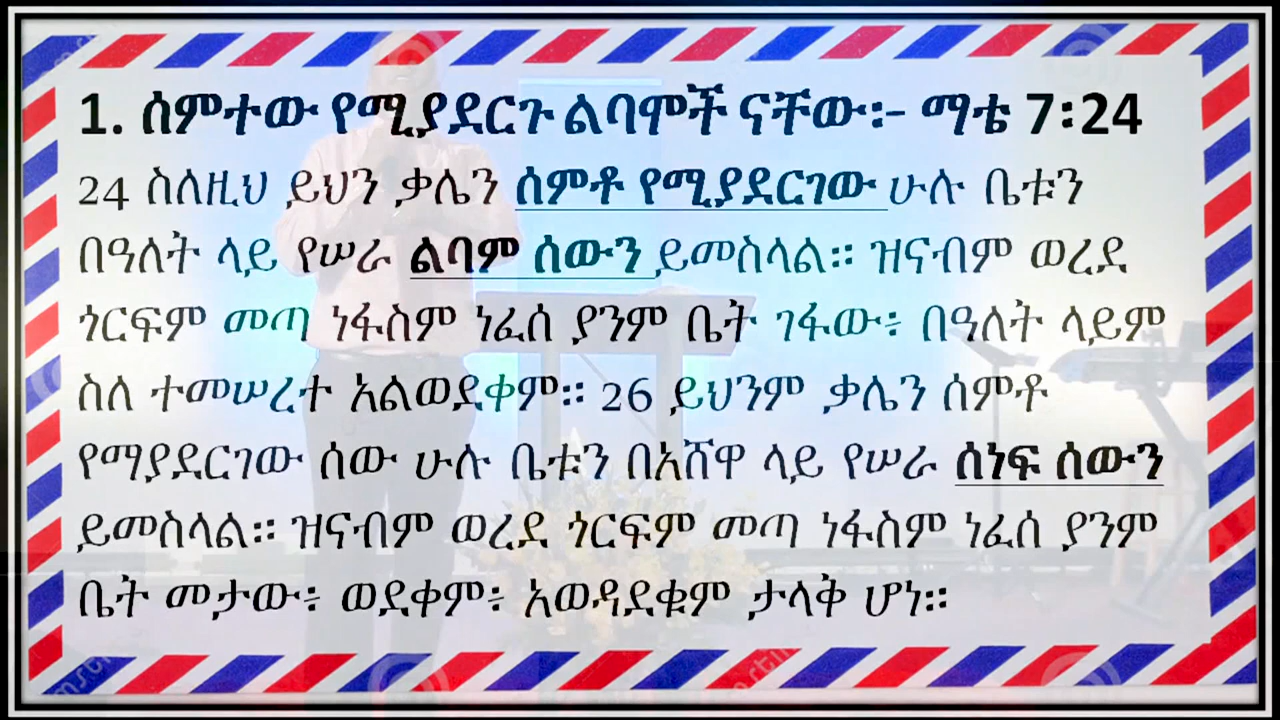 1. ሰምተው የሚያደርጉ ልባሞች ናቸው፡- ማቴ 7፡24
24 ስለዚህ ይህን ቃሌን ሰምቶ የሚያደርገው ሁሉ ቤቱን
በዓለት ላይ የሠራ ልባም ሰውን ይመስላል። ዝናብም ወረደ
ጎርፍም መጣ ነፋስም ነፈሰ ያንም ቤት ገፋው፥ በዓለት ላይም
ስለ ተመሠረተ አልወደቀም። 26 ይህንም ቃሌን ሰምቶ
የማያደርገው ሰው ሁሉ ቤቱን በአሸዋ ላይ የሠራ ሰነፍ ሰውን
ይመስላል። ዝናብም ወረደ ጎርፍም መጣ ነፋስም ነፈሰ ያንም
ቤት መታው፥ ወደቀም፥ አወዳደቁም ታላቅ ሆነ።